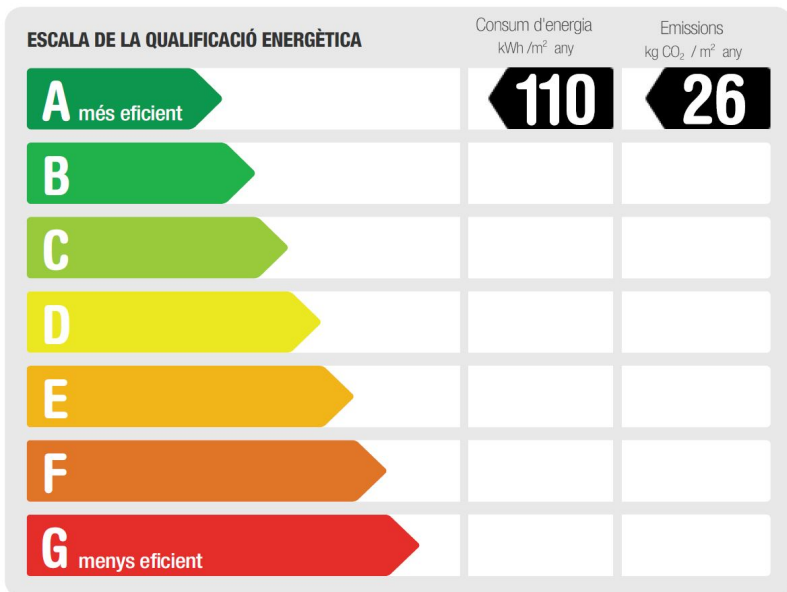 ESCALA DE LA QUALIFICACIÓ ENERGÈTICA
Consum d'energia
kWh /m² any
Emissions
kg CO₂ / m² any
A més eficient
110
26
B
C
D
E
F
G menys eficient